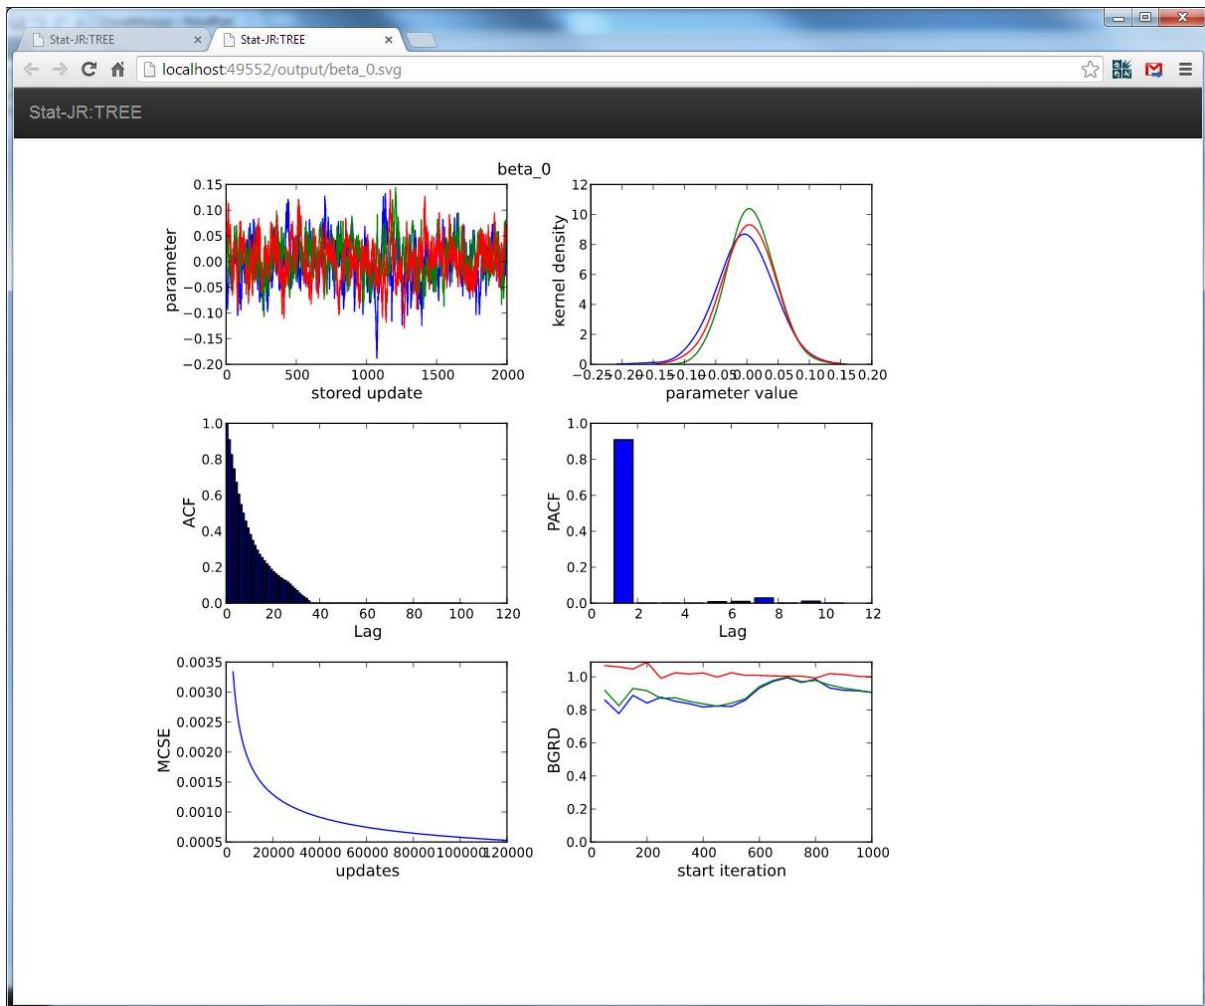 Stat-JR:TREE
Stat-JR:TREE
localhost:49552/output/beta_0.svg
Stat-JR:TREE
beta_0
parameter
0.15
0.10
0.05
0.00
−0.05
−0.10
−0.15
−0.20
0 500 1000 1500 2000
stored update
kernel density
12
10
8
6
4
2
0
−0.25 −0.20 −0.15 −0.10 −0.05 0.00 0.05 0.10 0.15 0.20
parameter value
ACF
1.0
0.8
0.6
0.4
0.2
0.0
0 20 40 60 80 100 120
Lag
PACF
1.0
0.8
0.6
0.4
0.2
0.0
0 2 4 6 8 10 12
Lag
MCSE
0.0035
0.0030
0.0025
0.0020
0.0015
0.0010
0.0005
0 20000 40000 60000 80000 100000 120000
updates
BGRD
1.0
0.8
0.6
0.4
0.2
0.0
0 200 400 600 800 1000
start iteration